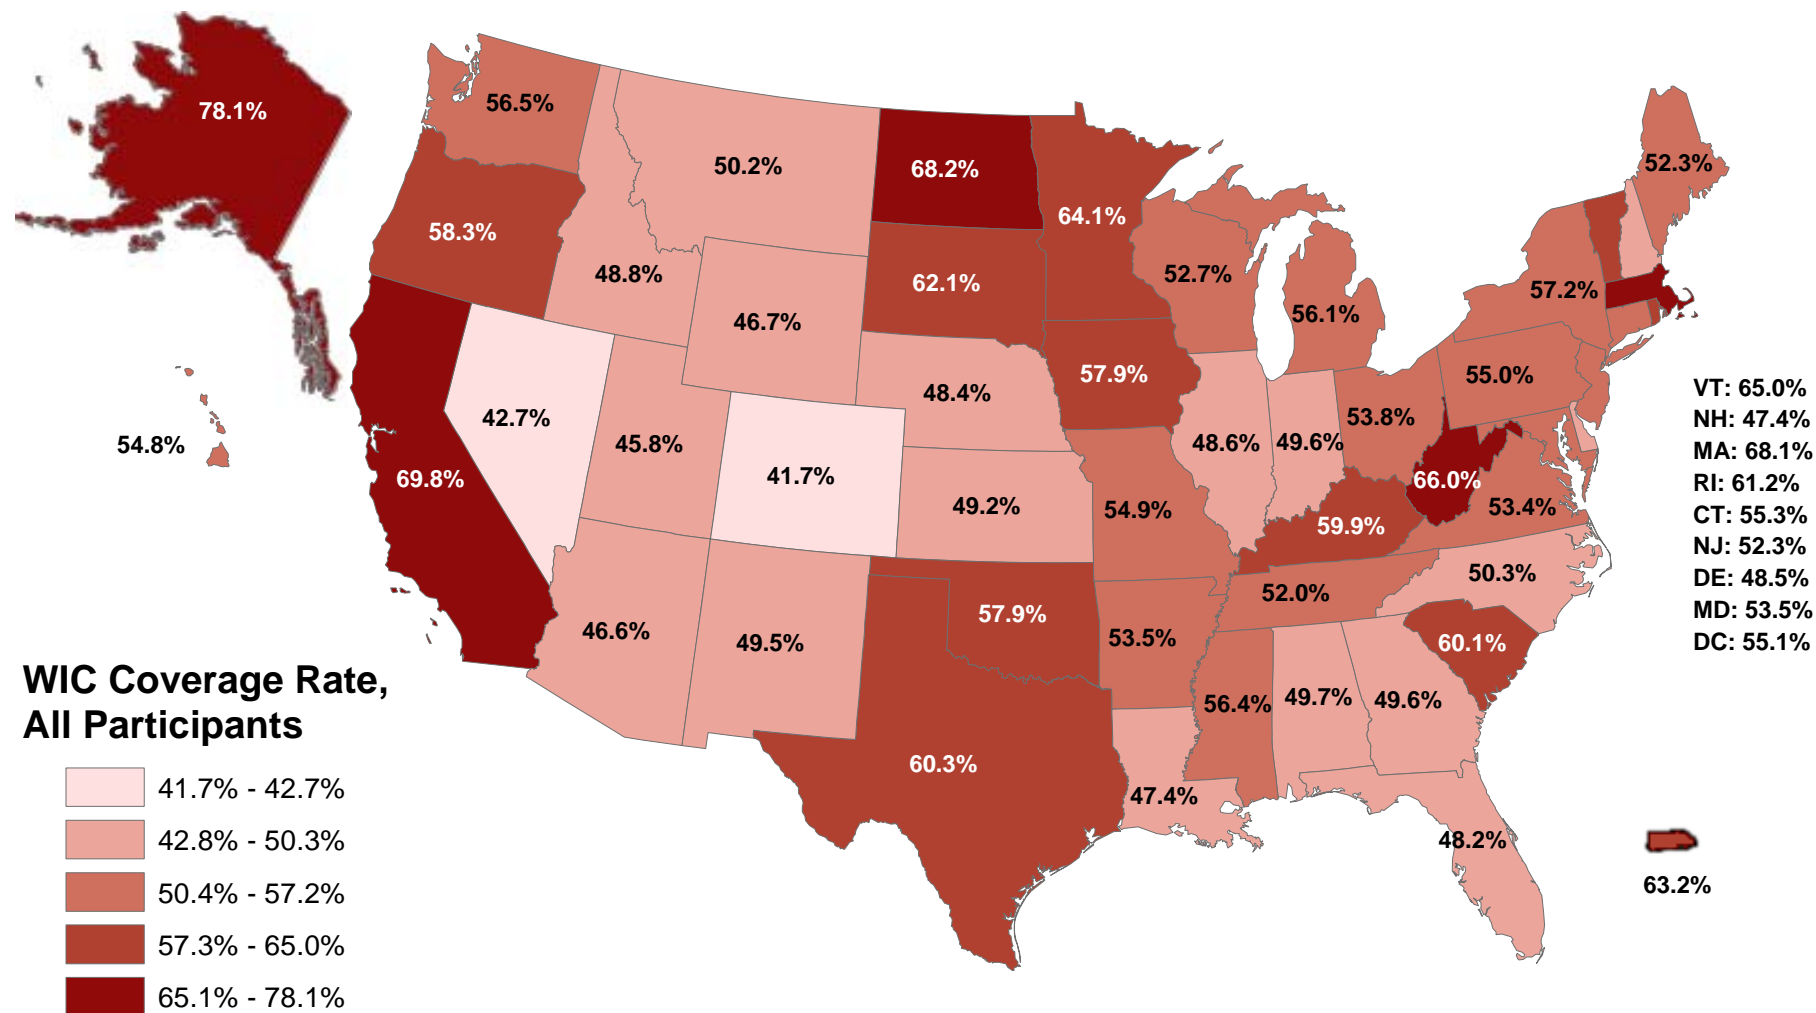 78.1%
56.5%
50.2%
68.2%
64.1%
52.3%
58.3%
48.8%
62.1%
52.7%
57.2%
56.1%
46.7%
57.9%
55.0%
VT: 65.0%
NH: 47.4%
MA: 68.1%
RI: 61.2%
CT: 55.3%
NJ: 52.3%
DE: 48.5%
MD: 53.5%
DC: 55.1%
48.4%
42.7%
45.8%
53.8%
54.8%
48.6%
49.6%
69.8%
41.7%
66.0%
49.2%
54.9%
53.4%
59.9%
50.3%
52.0%
57.9%
46.6%
49.5%
53.5%
60.1%
56.4%
49.7%
49.6%
60.3%
47.4%
48.2%
63.2%
WIC Coverage Rate,
All Participants
41.7% - 42.7%
42.8% - 50.3%
50.4% - 57.2%
57.3% - 65.0%
65.1% - 78.1%